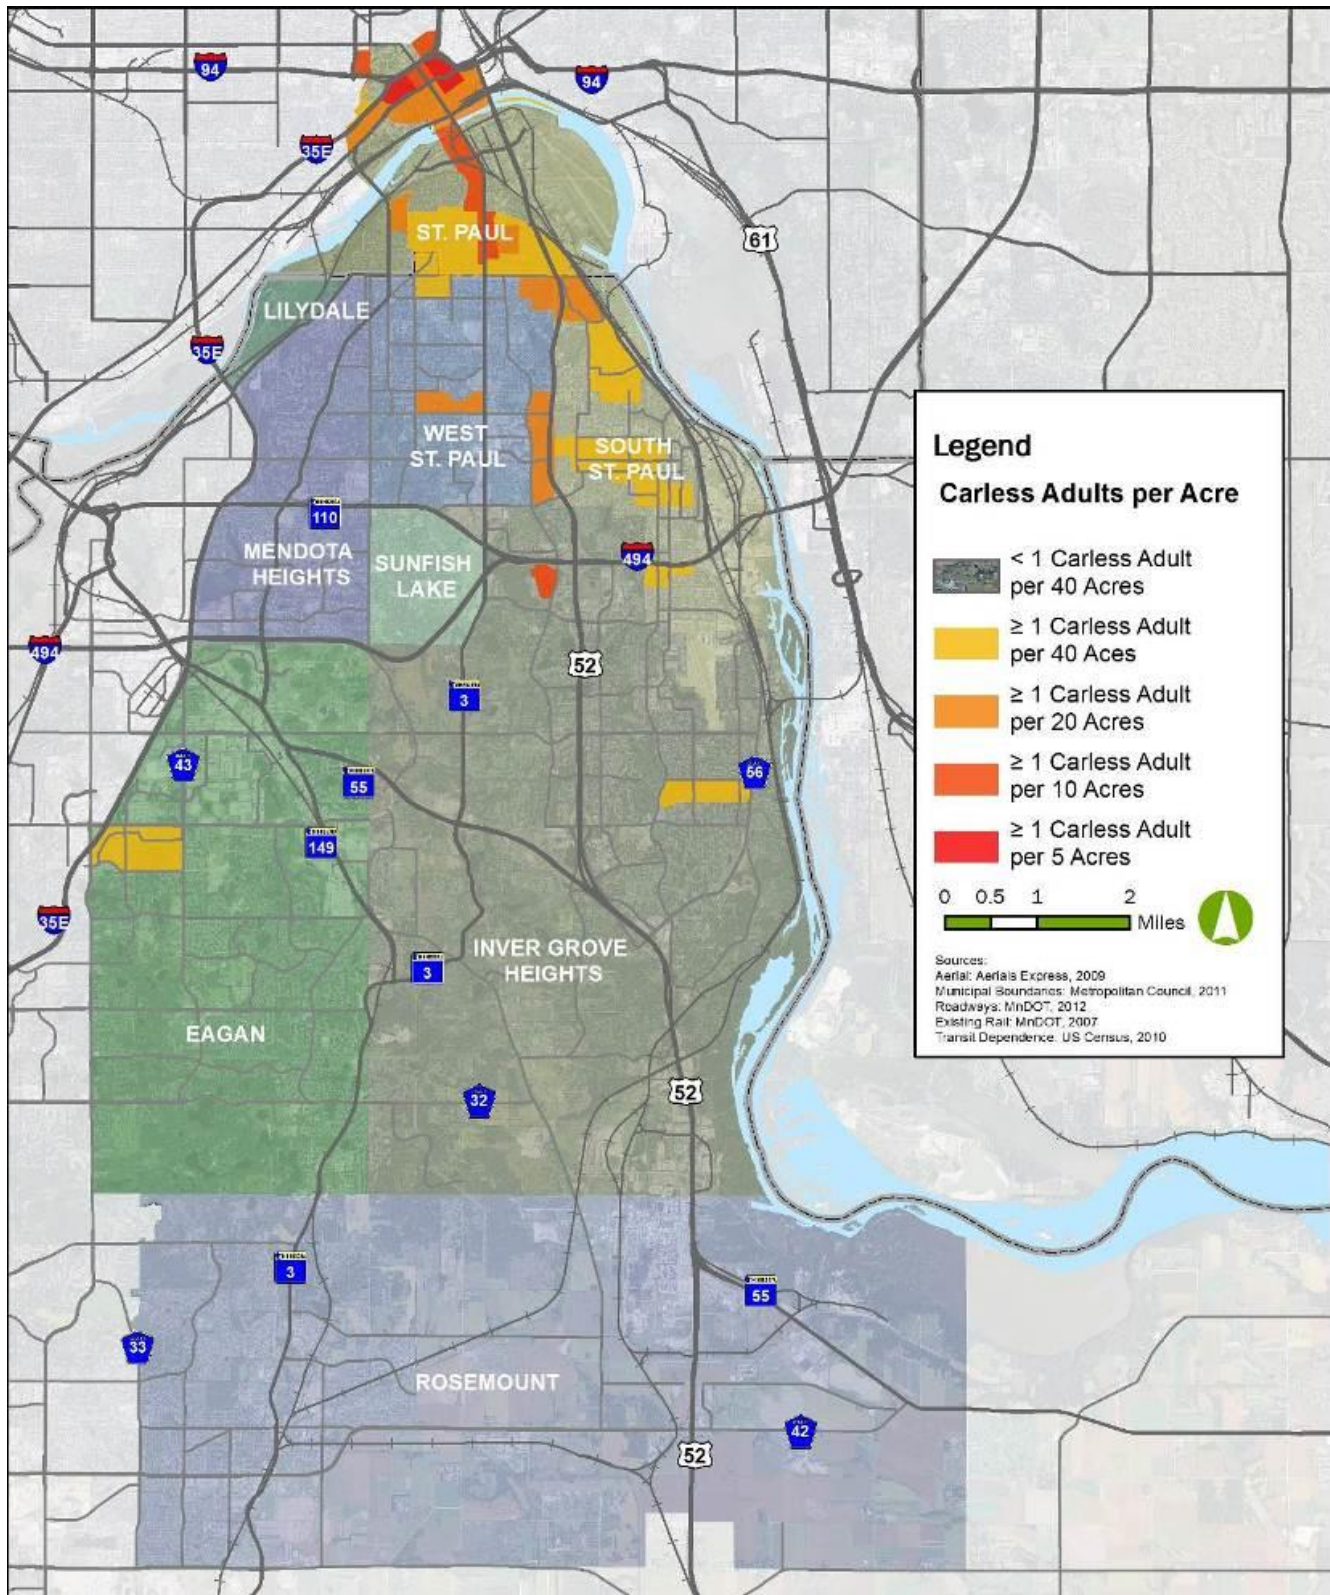 94
94
35E
61
ST. PAUL
LILYDALE
35E
WEST
ST. PAUL
SOUTH
ST. PAUL
110
MENDOTA
HEIGHTS
SUNFISH
LAKE
494
494
52
3
43
55
56
149
35E
INVER GROVE
HEIGHTS
3
EAGAN
32
52
3
55
33
ROSEMOUNT
42
52
Legend
Carless Adults per Acre
< 1 Carless Adult
per 40 Acres
≥ 1 Carless Adult
per 40 Aces
≥ 1 Carless Adult
per 20 Acres
≥ 1 Carless Adult
per 10 Acres
≥ 1 Carless Adult
per 5 Acres
0 0.5 1 2
Miles
Sources:
Aerial: Aerials Express, 2009
Municipal Boundaries: Metropolitan Council, 2011
Roadways: MnDOT, 2012
Existing Rail: MnDOT, 2007
Transit Dependence: US Census, 2010